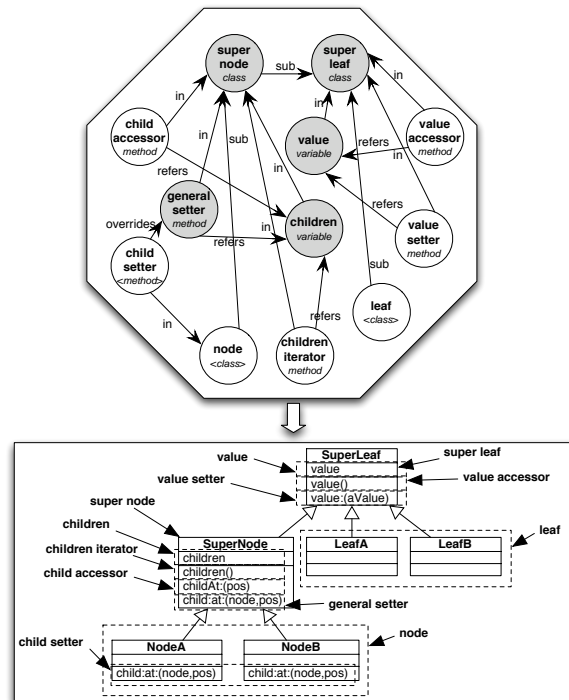 super
node
class
sub
super
leaf
class
in
in
child
accessor
method
in
sub
in
value
variable
refers
in
value
accessor
method
refers
general
setter
method
in
refers
overrides
refers
children
variable
in
value
setter
method
child
setter
<method>
in
sub
leaf
<class>
node
<class>
refers
children
iterator
method
value
SuperLeaf
super leaf
value
value setter
value()
value accessor
value:(aValue)
super node
children
SuperNode
LeafA
LeafB
leaf
children iterator
children
children()
child accessor
childAt:(pos)
child:at:(node,pos)
general setter
node
child setter
NodeA
NodeB
child:at:(node,pos)
child:at:(node,pos)